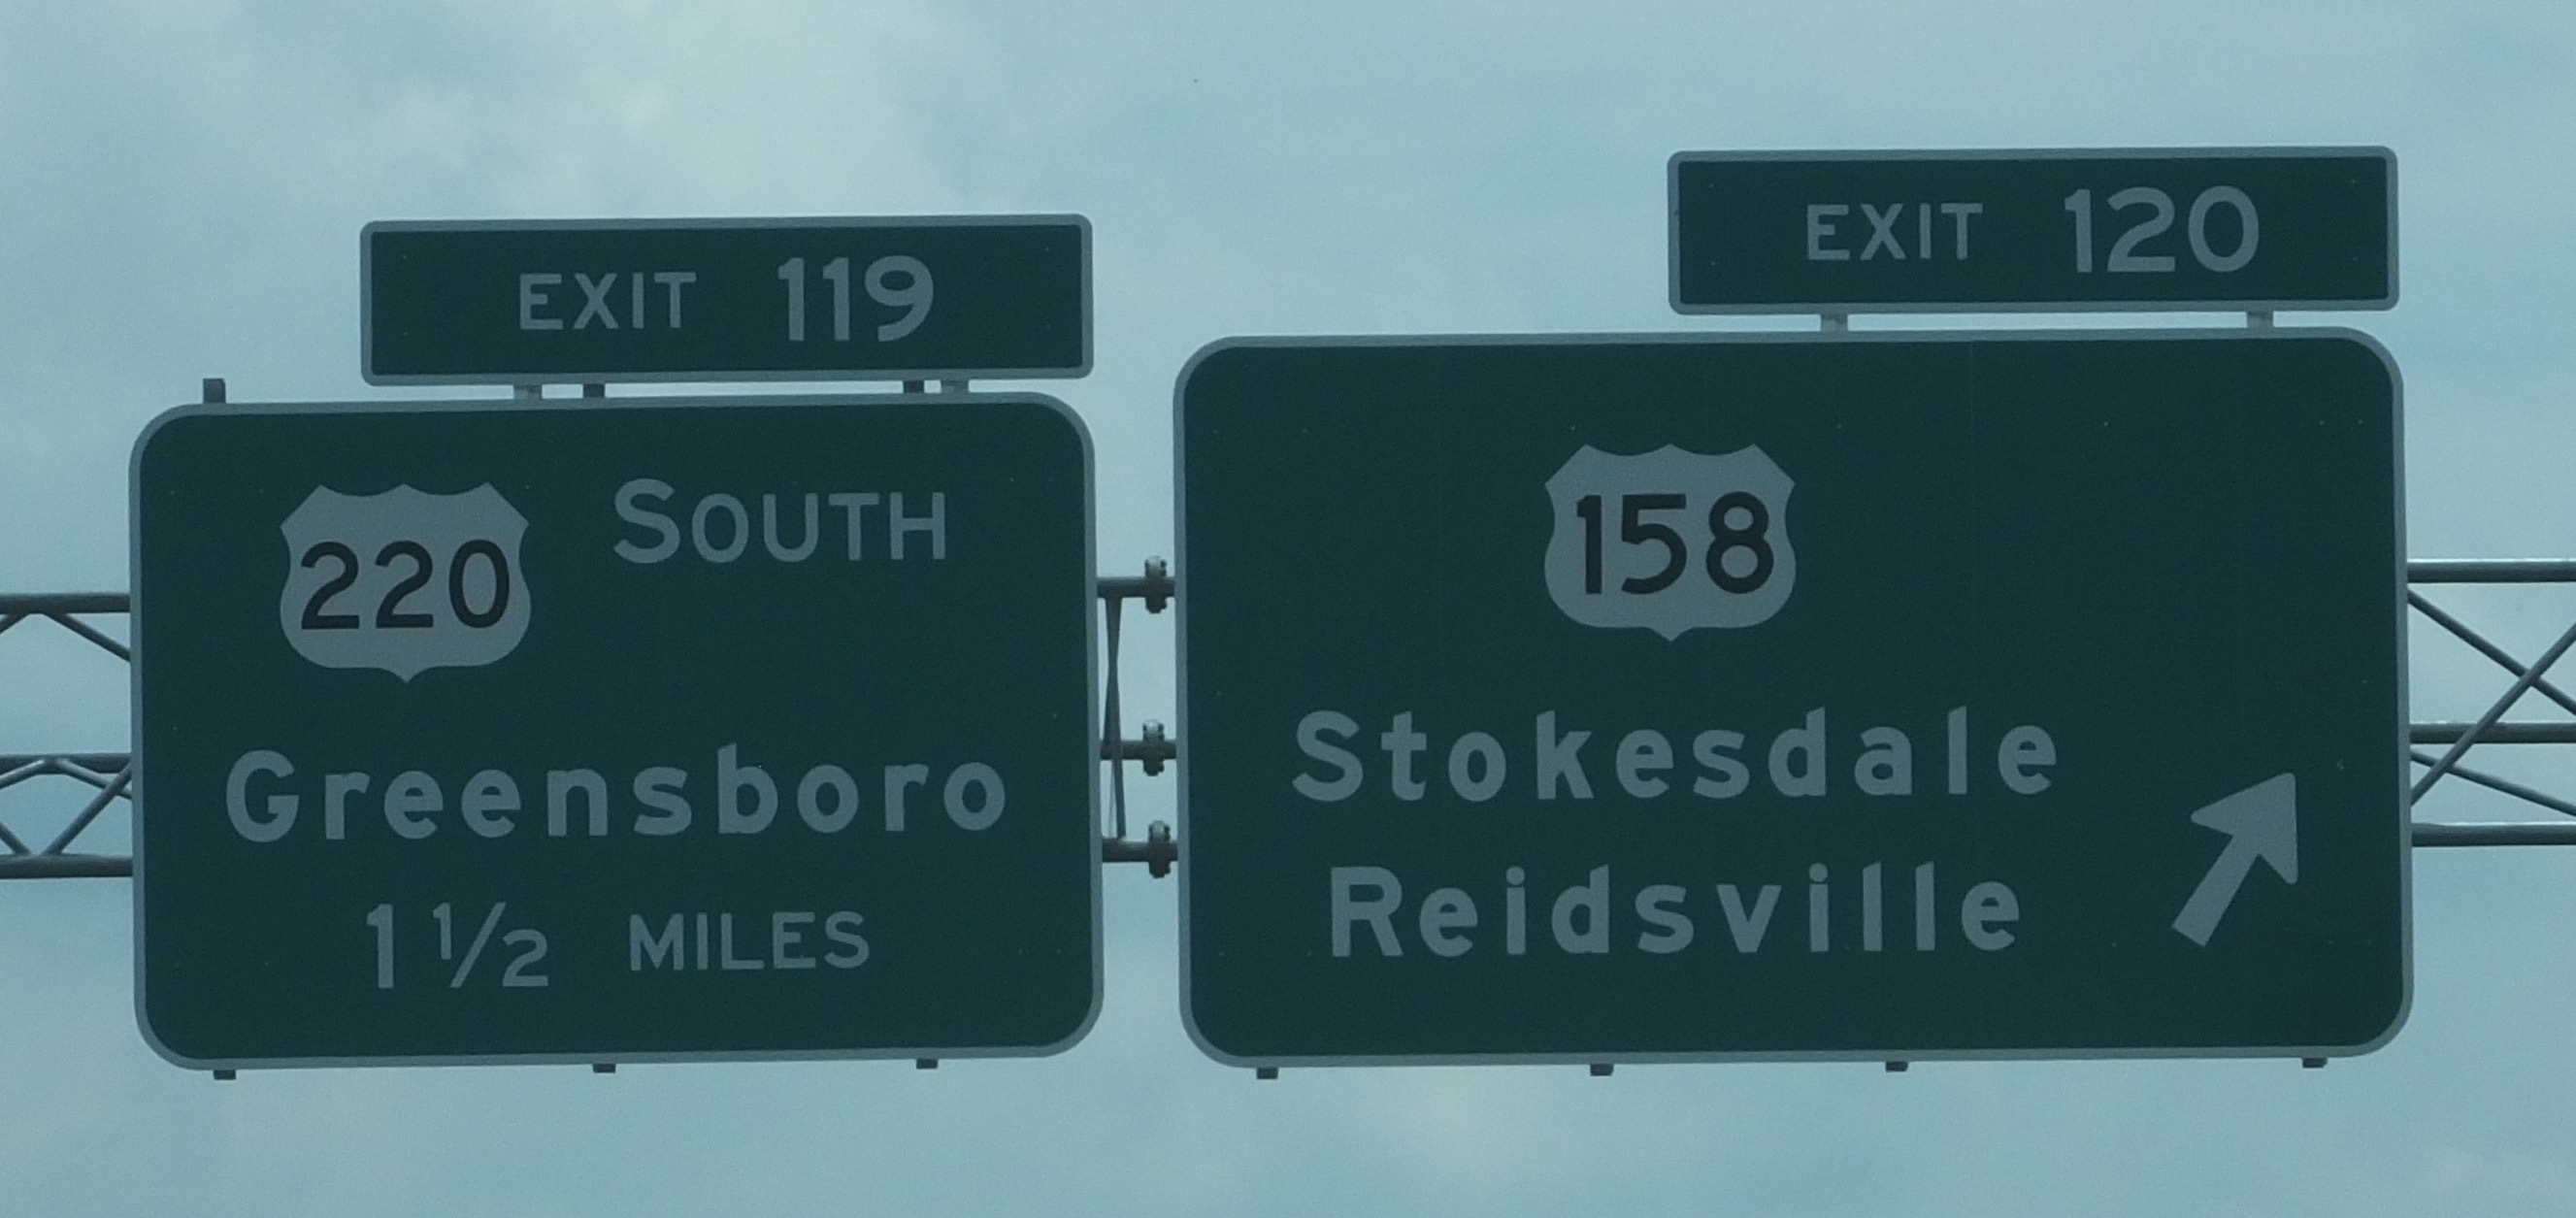 EXIT 119
220 SOUTH
Greensboro
1 1/2 MILES
EXIT 120
158
Stokesdale
Reidsville